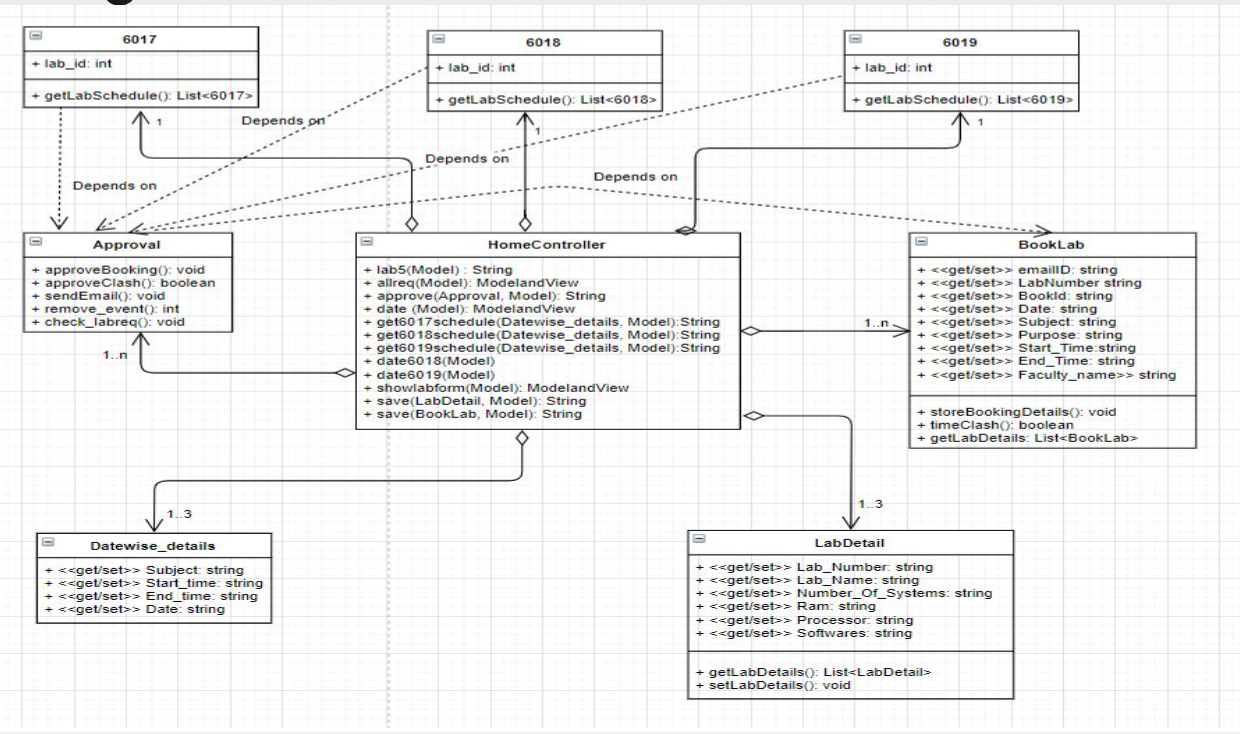 6017
+ lab_id: int
+ getLabSchedule(): List<6017>
6018
+ lab_id: int
+ getLabSchedule(): List<6018>
6019
+ lab_id: int
+ getLabSchedule(): List<6019>
1
Depends on
1
1
Depends on
Depends on
Depends on
Approval
+ approveBooking(): void
+ approveClash(): boolean
+ sendEmail(): void
+ remove_event(): int
+ check_labreq(): void
1..n
HomeController
+ lab5(Model) : String
+ allreq(Model): ModelandView
+ approve(Approval, Model): String
+ date (Model): ModelandView
+ get6017schedule(Datewise_details, Model):String
+ get6018schedule(Datewise_details, Model):String
+ get6019schedule(Datewise_details, Model):String
+ date6018(Model)
+ date6019(Model)
+ showlabform(Model): ModelandView
+ save(LabDetail, Model): String
+ save(BookLab, Model): String
1..n
BookLab
+ <<get/set>> emailID: string
+ <<get/set>> LabNumber string
+ <<get/set>> BookId: string
+ <<get/set>> Date: string
+ <<get/set>> Subject: string
+ <<get/set>> Purpose: string
+ <<get/set>> Start_Time:string
+ <<get/set>> End_Time: string
+ <<get/set>> Faculty_name>> string
+ storeBookingDetails(): void
+ timeClash(): boolean
+ getLabDetails: List<BookLab>
1..3
Datewise_details
+ <<get/set>> Subject: string
+ <<get/set>> Start_time: string
+ <<get/set>> End_time: string
+ <<get/set>> Date: string
1..3
LabDetail
+ <<get/set>> Lab_Number: string
+ <<get/set>> Lab_Name: string
+ <<get/set>> Number_Of_Systems: string
+ <<get/set>> Ram: string
+ <<get/set>> Processor: string
+ <<get/set>> Softwares: string
+ getLabDetails(): List<LabDetail>
+ setLabDetails(): void